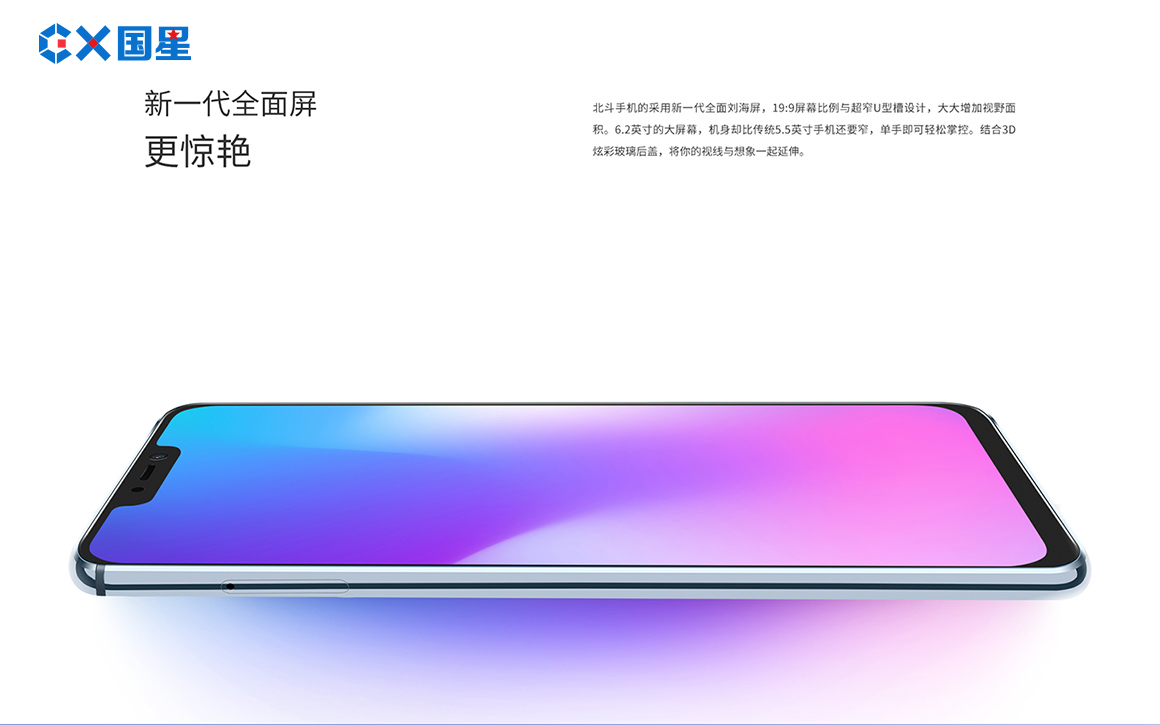 国星
新一代全面屏
更惊艳
北斗手机的采用新一代全面刘海屏，19:9屏幕比例与超窄U型槽设计，大大增加视野面
积。6.2英寸的大屏幕，机身却比传统5.5英寸手机还要窄，单手即可轻松掌控。结合3D
炫彩玻璃后盖，将你的视线与想象一起延伸。